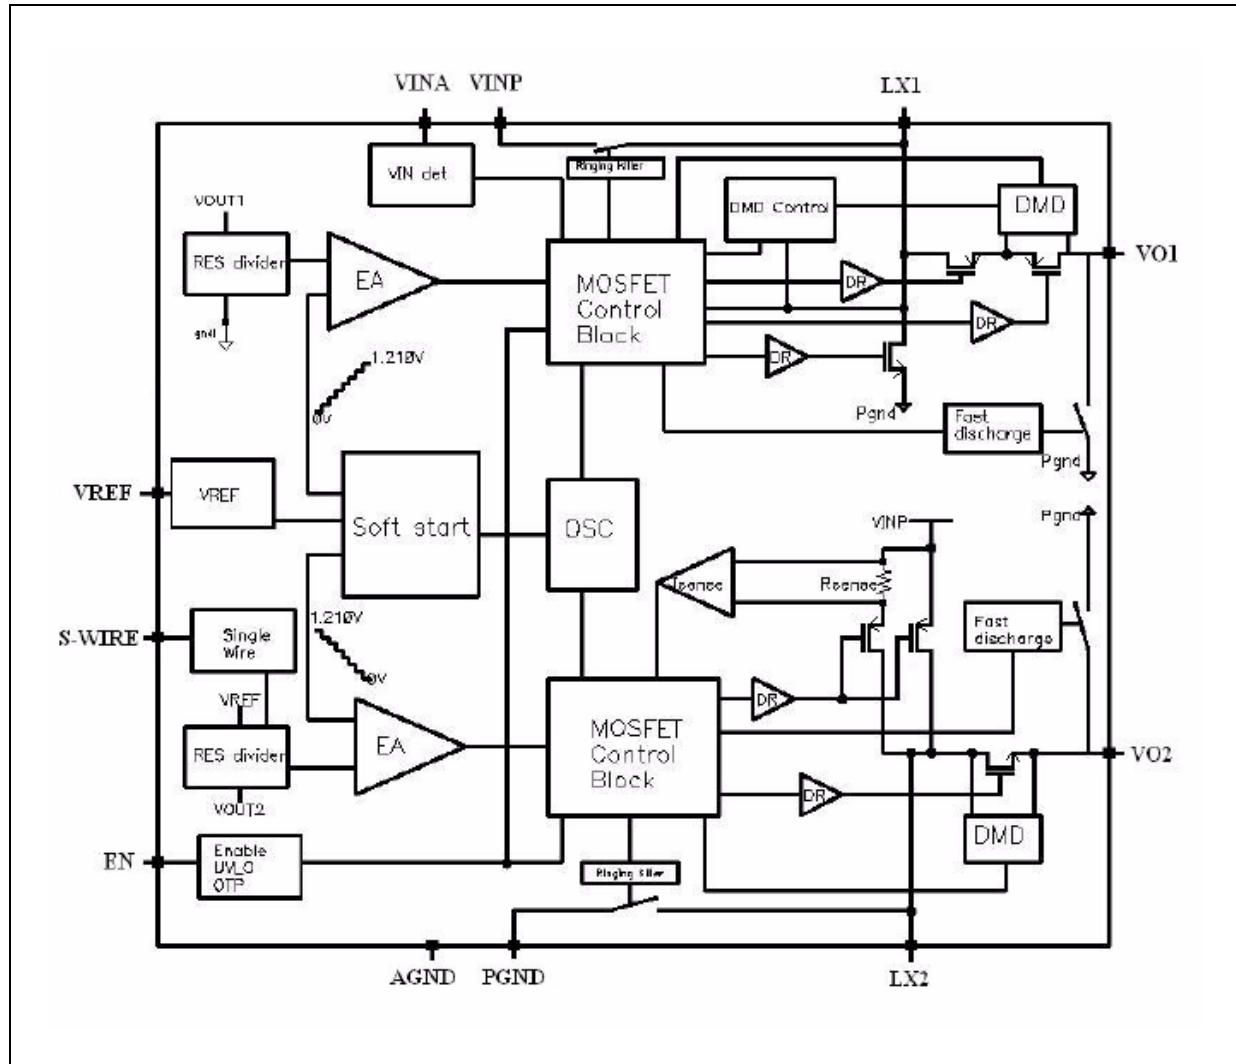 VINA
VINP
LX1
VIN det
Ringing Killer
VOUT1
DMD Control
DMD
RES divider
EA
MOSFET
Control
Block
DR
VO1
DR
gnd
1.210V
0V
DR
Pgnd
Fast
discharge
Pgnd
VREF
VREF
Soft start
OSC
VINP
Pgnd
Isense
Rsense
S-WIRE
Single
Wire
1.210V
0V
Fast
discharge
VREF
RES divider
EA
MOSFET
Control
Block
DR
VO2
VOUT2
DR
DMD
EN
Enable
UVLO
OTP
Ringing Killer
AGND
PGND
LX2